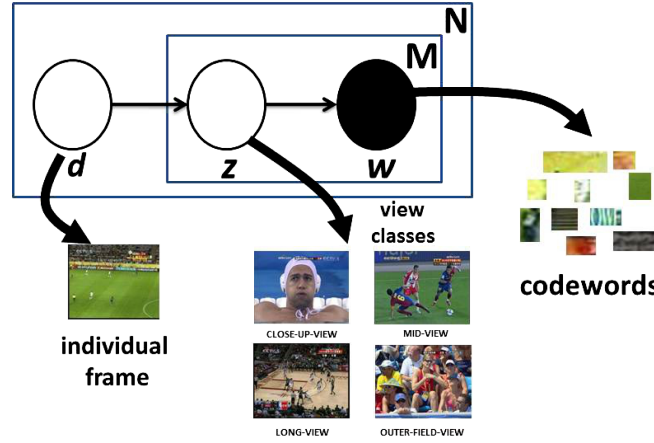 N
M
d
z
w
view
classes
codewords
individual
frame
CLOSE-UP-VIEW
MID-VIEW
LONG-VIEW
OUTER-FIELD-VIEW